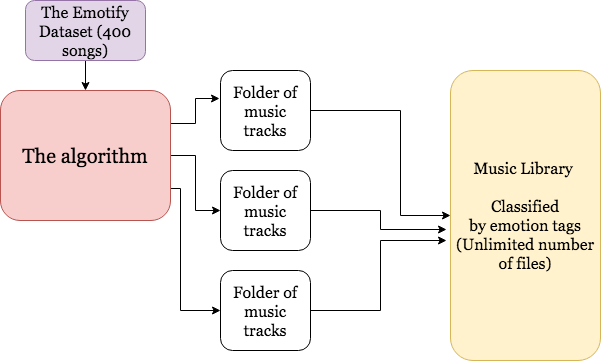 The Emotify
Dataset (400
songs)
The algorithm
Folder of
music
tracks
Folder of
music
tracks
Folder of
music
tracks
Music Library
Classified
by emotion tags
(Unlimited number
of files)